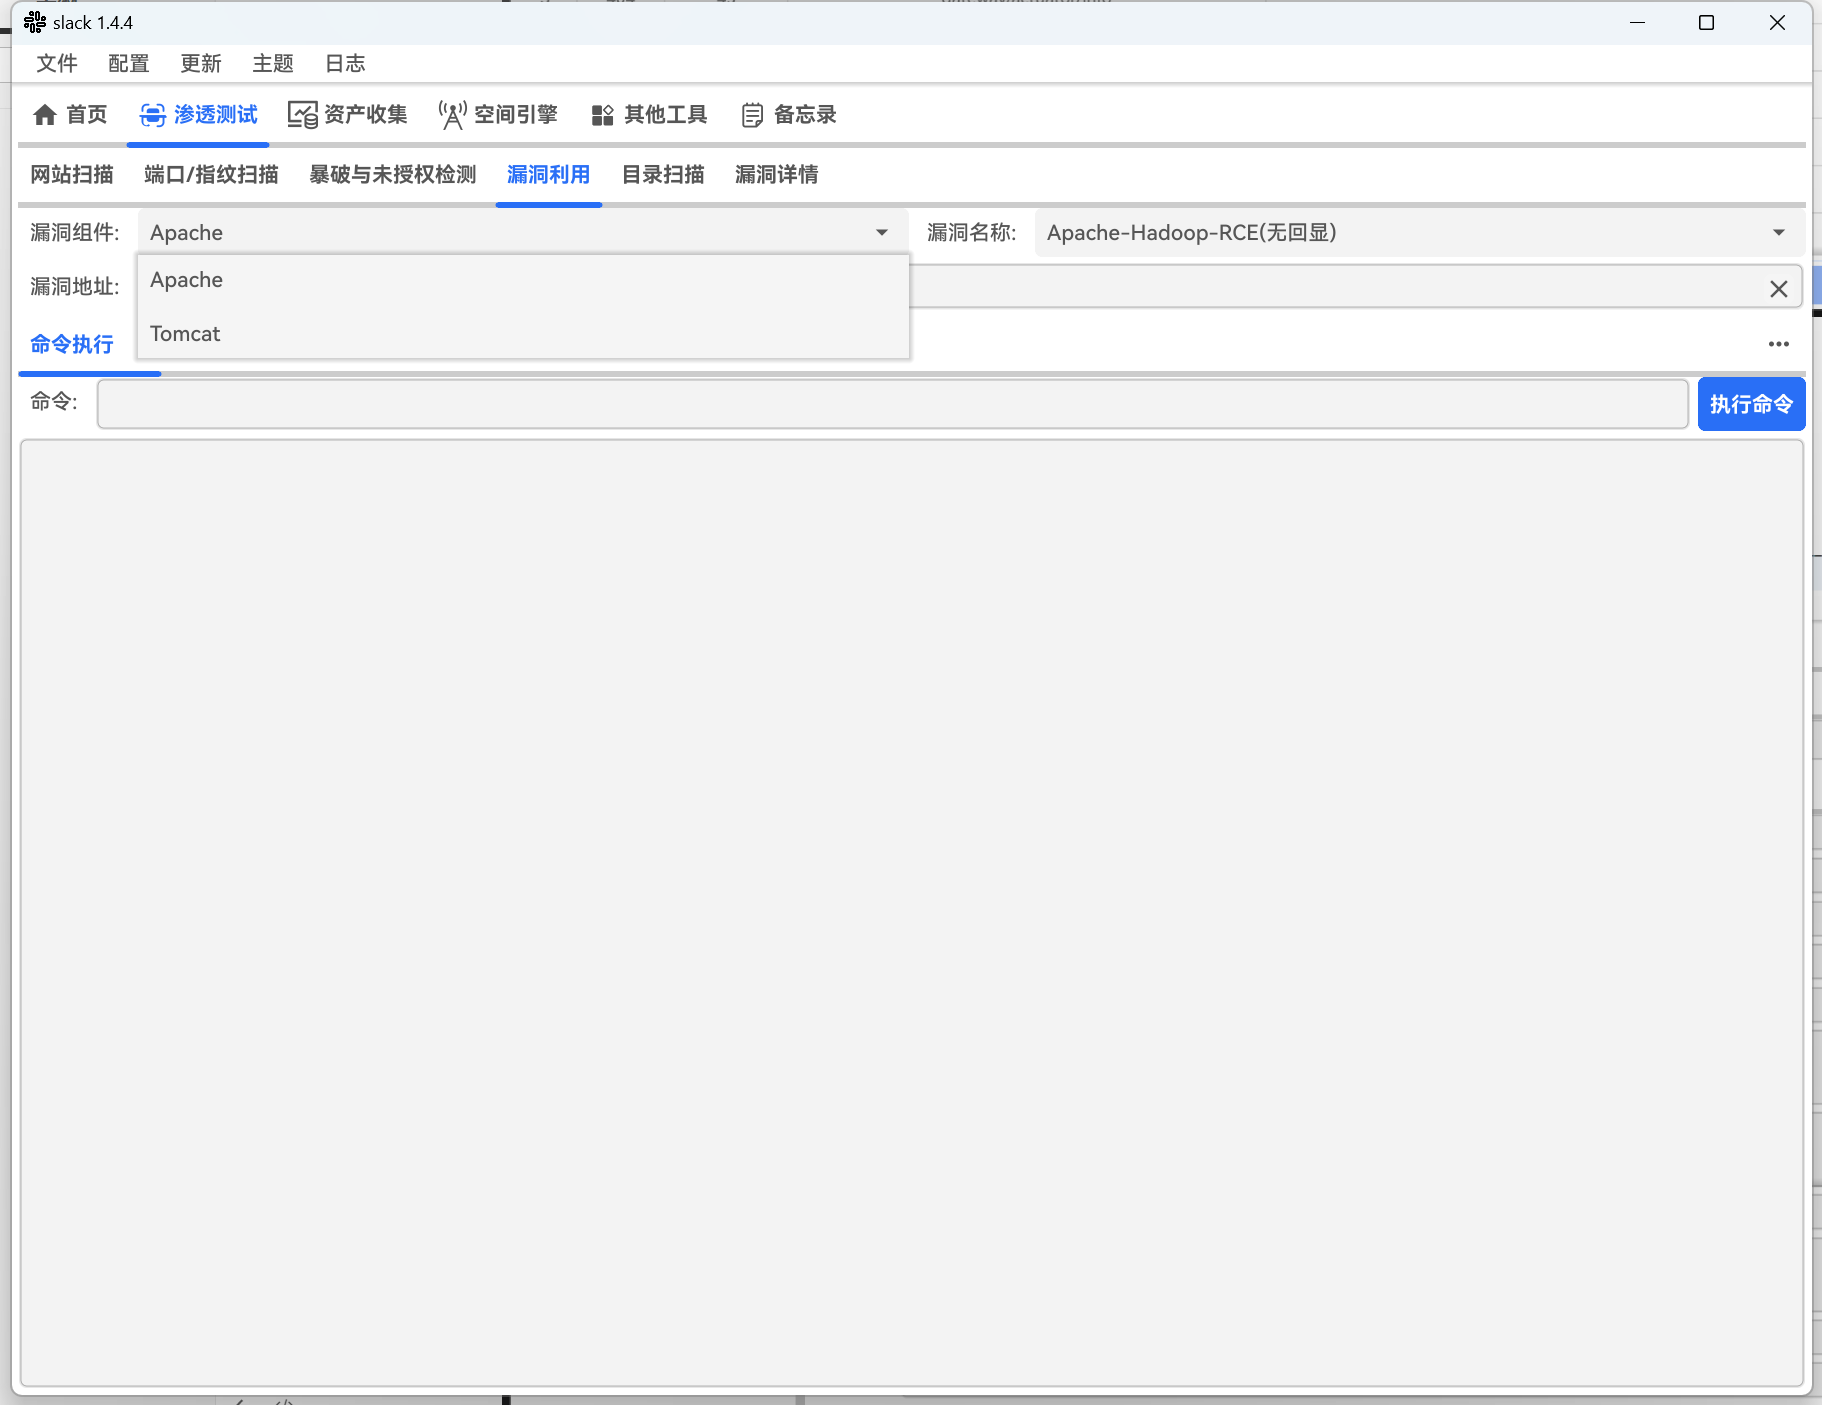 slack 1.4.4
文件 配置 更新 主题 日志
首页 渗透测试 资产收集 空间引擎 其他工具 备忘录
网站扫描 端口/指纹扫描 暴破与未授权检测 漏洞利用 目录扫描 漏洞详情
漏洞组件: Apache 漏洞名称: Apache-Hadoop-RCE(无回显)
Apache
漏洞地址:
Tomcat
命令执行
命令: 执行命令